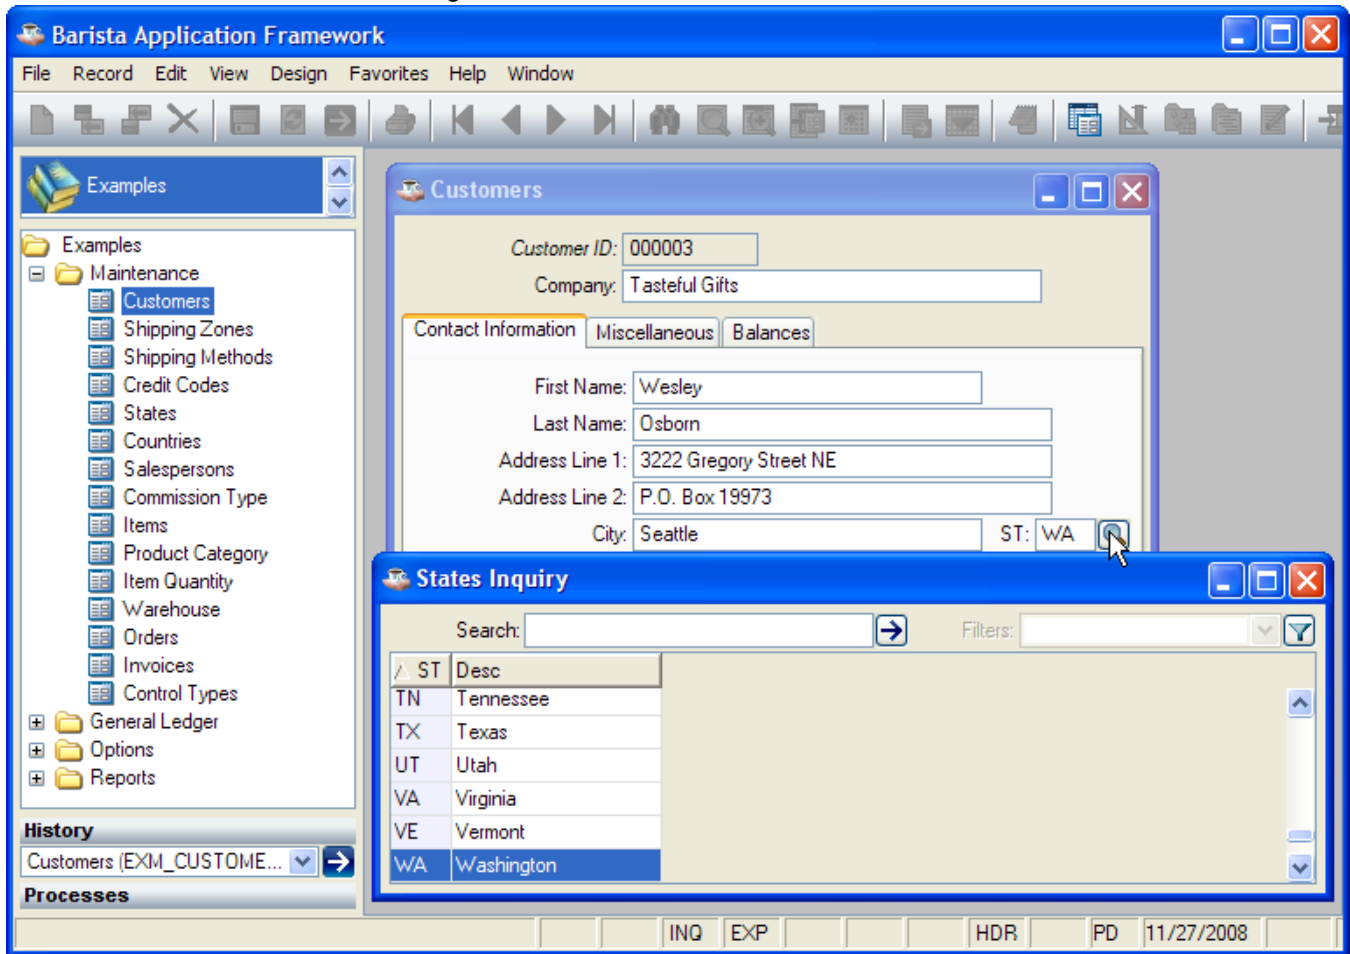 Barista Application Framework
File Record Edit View Design Favorites Help Window
Examples
Examples
Maintenance
Customers
Shipping Zones
Shipping Methods
Credit Codes
States
Countries
Salespersons
Commission Type
Items
Product Category
Item Quantity
Warehouse
Orders
Invoices
Control Types
General Ledger
Options
Reports
History
Customers (EXM_CUSTOME...
Processes
Customers
Customer ID: 000003
Company: Tasteful Gifts
Contact Information Miscellaneous Balances
First Name: Wesley
Last Name: Osborn
Address Line 1: 3222 Gregory Street NE
Address Line 2: P.O. Box 19973
City: Seattle ST: WA
States Inquiry
Search: Filters:
ST Desc
TN Tennessee
TX Texas
UT Utah
VA Virginia
VE Vermont
WA Washington
INQ EXP HDR PD 11/27/2008